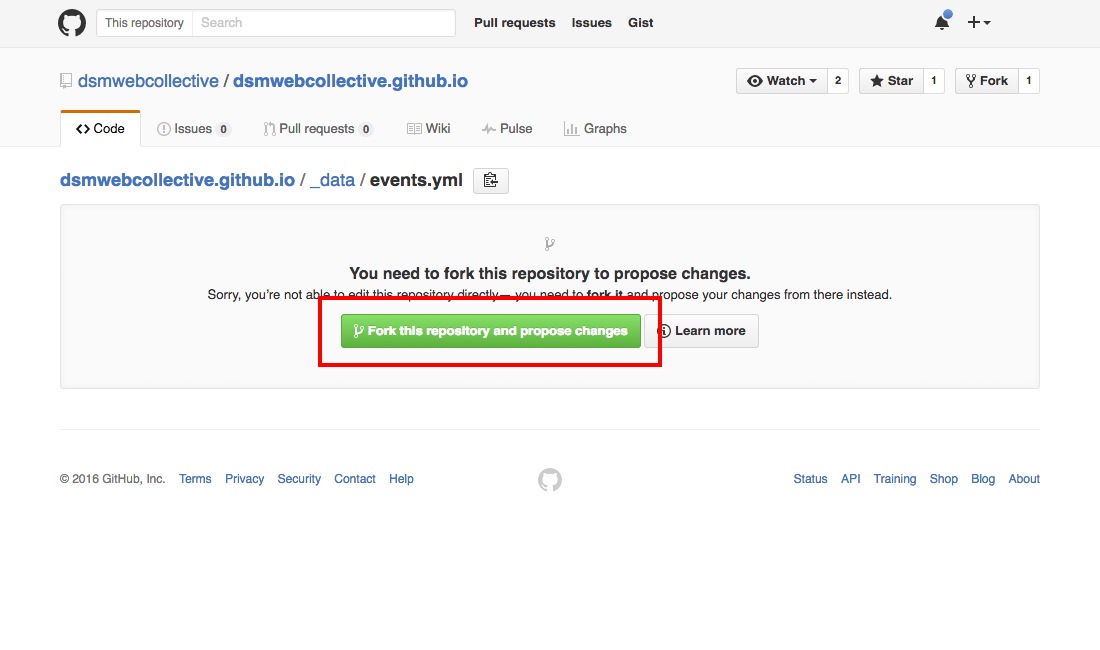 This repository Search Pull requests Issues Gist
dsmwebcollective / dsmwebcollective.github.io Watch 2 Star 1 Fork 1
Code Issues 0 Pull requests 0 Wiki Pulse Graphs
dsmwebcollective.github.io / _data / events.yml
You need to fork this repository to propose changes.
Sorry, you’re not able to edit this repository directly— you need to fork it and propose your changes from there instead.
Fork this repository and propose changes Learn more
© 2016 GitHub, Inc. Terms Privacy Security Contact Help Status API Training Shop Blog About